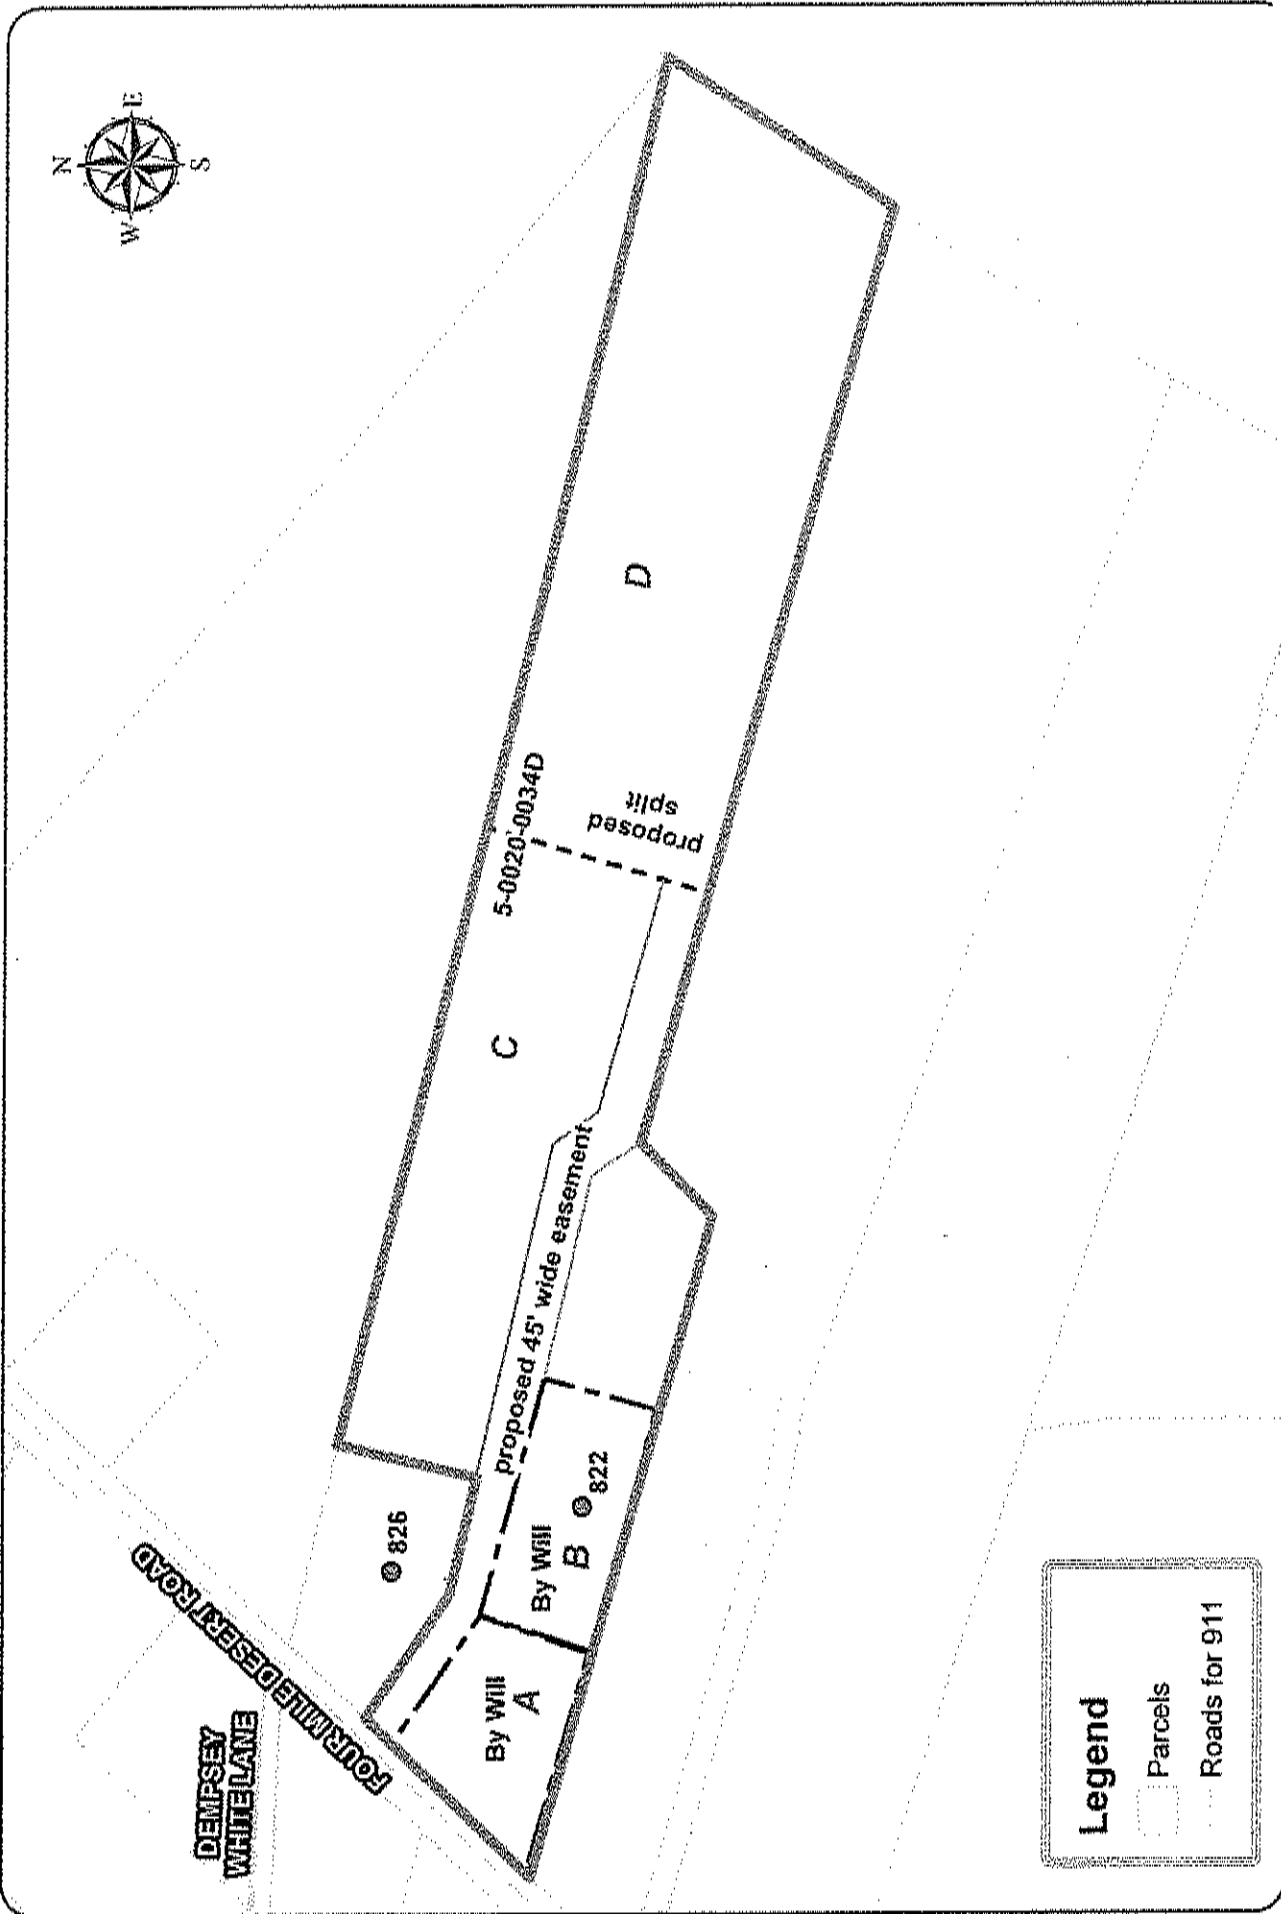 N
W
E
S
DEMPSEY
WHITE LANE
FOUR MILE DESERT ROAD
826
By Will
A
By Will
B
822
proposed 45' wide easement
C
5-0020-0034D
proposed
split
D
Legend
Parcels
Roads for 911